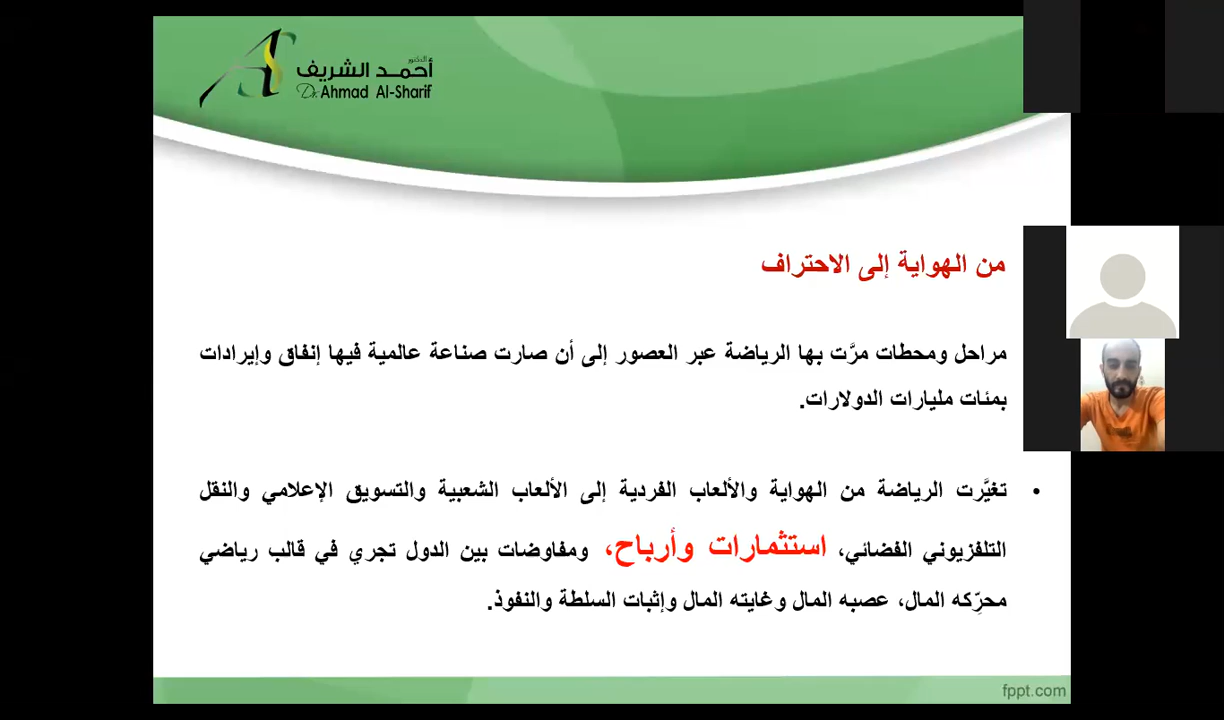 الدكتور
أحمد الشريف
Dr. Ahmad Al-Sharif
من الهواية إلى الاحتراف
مراحل ومحطات مرَّت بها الرياضة عبر العصور إلى أن صارت صناعة عالمية فيها إنفاق وإيرادات
بمئات مليارات الدولارات.
• تغيَّرت الرياضة من الهواية والألعاب الفردية إلى الألعاب الشعبية والتسويق الإعلامي والنقل
التلفزيوني الفضائي، استثمارات وأرباح، ومفاوضات بين الدول تجري في قالب رياضي
محرِّكه المال، عصبه المال وغايته المال وإثبات السلطة والنفوذ.
fppt.com